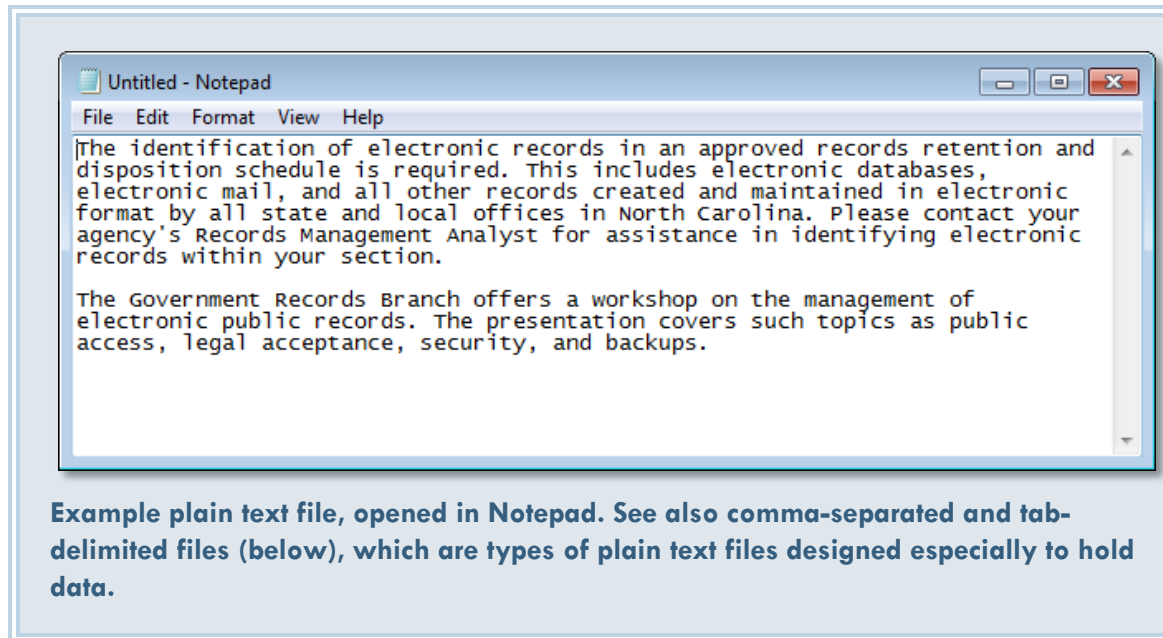 Untitled - Notepad
File Edit Format View Help
The identification of electronic records in an approved records retention and
disposition schedule is required. This includes electronic databases,
electronic mail, and all other records created and maintained in electronic
format by all state and local offices in North Carolina. Please contact your
agency's Records Management Analyst for assistance in identifying electronic
records within your section.
The Government Records Branch offers a workshop on the management of
electronic public records. The presentation covers such topics as public
access, legal acceptance, security, and backups.
Example plain text file, opened in Notepad. See also comma-separated and tab-
delimited files (below), which are types of plain text files designed especially to hold
data.